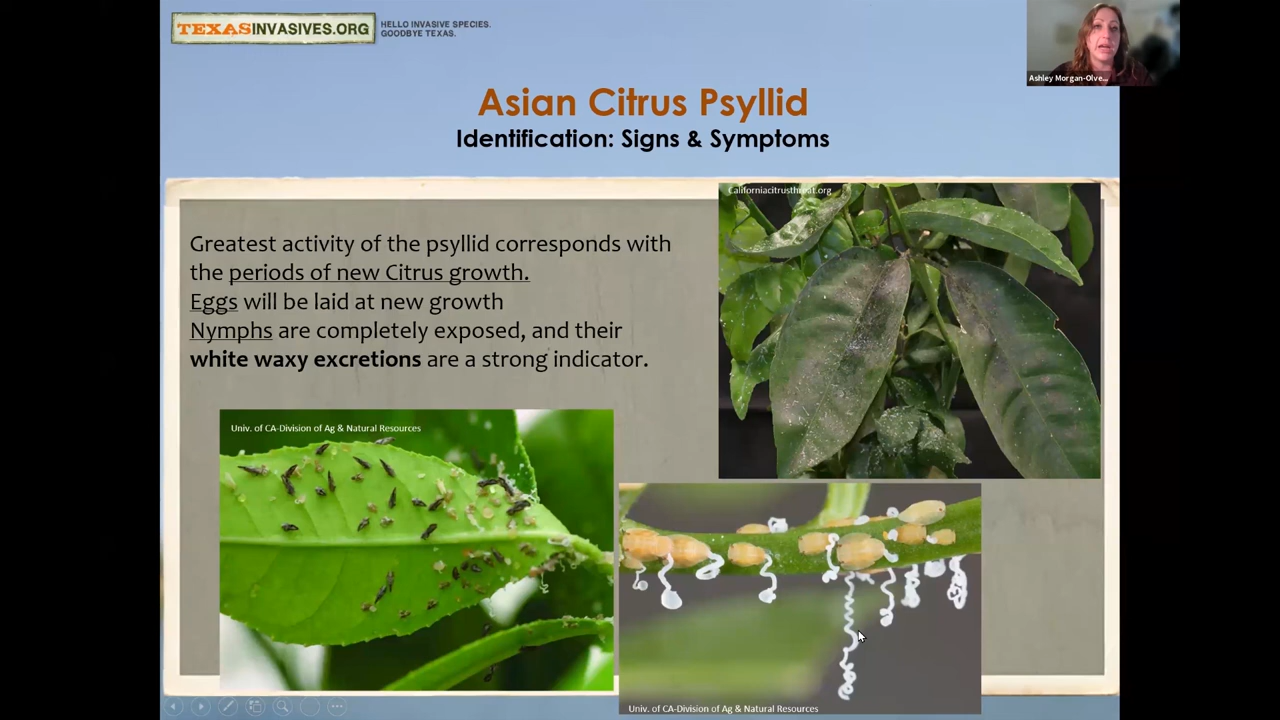 TEXASINVASIVES.ORG
HELLO INVASIVE SPECIES.
GOODBYE TEXAS.
Ashley Morgan-Olve...
Asian Citrus Psyllid
Identification: Signs & Symptoms
Californiacitrusthreat.org
Greatest activity of the psyllid corresponds with
the periods of new Citrus growth.
Eggs will be laid at new growth
Nymphs are completely exposed, and their
white waxy excretions are a strong indicator.
Univ. of CA-Division of Ag & Natural Resources
Univ. of CA-Division of Ag & Natural Resources